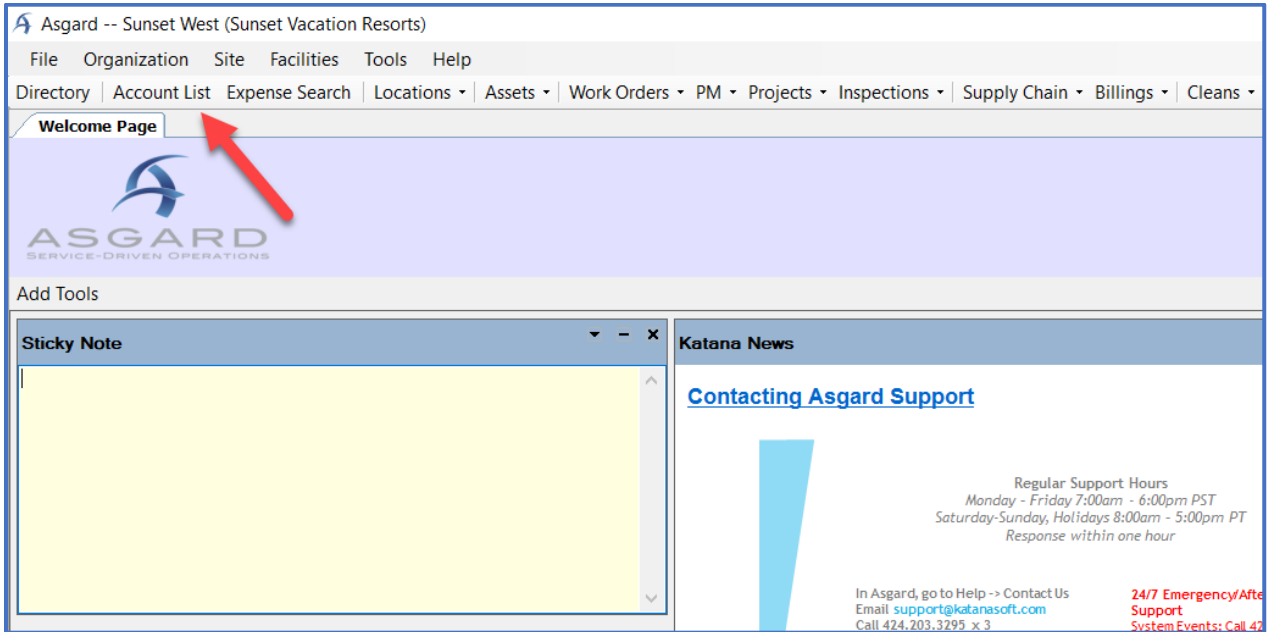 Asgard -- Sunset West (Sunset Vacation Resorts)
File Organization Site Facilities Tools Help
Directory Account List Expense Search Locations Assets Work Orders PM Projects Inspections Supply Chain Billings Cleans
Welcome Page
ASGARD
SERVICE-DRIVEN OPERATIONS
Add Tools
Sticky Note
Katana News
Contacting Asgard Support
Regular Support Hours
Monday - Friday 7:00am - 6:00pm PST
Saturday-Sunday, Holidays 8:00am - 5:00pm PT
Response within one hour
In Asgard, go to Help -> Contact Us
Email support@katanasoft.com
Call 424.203.3295 x 3
24/7 Emergency/Afte
Support
System Events: Call 42